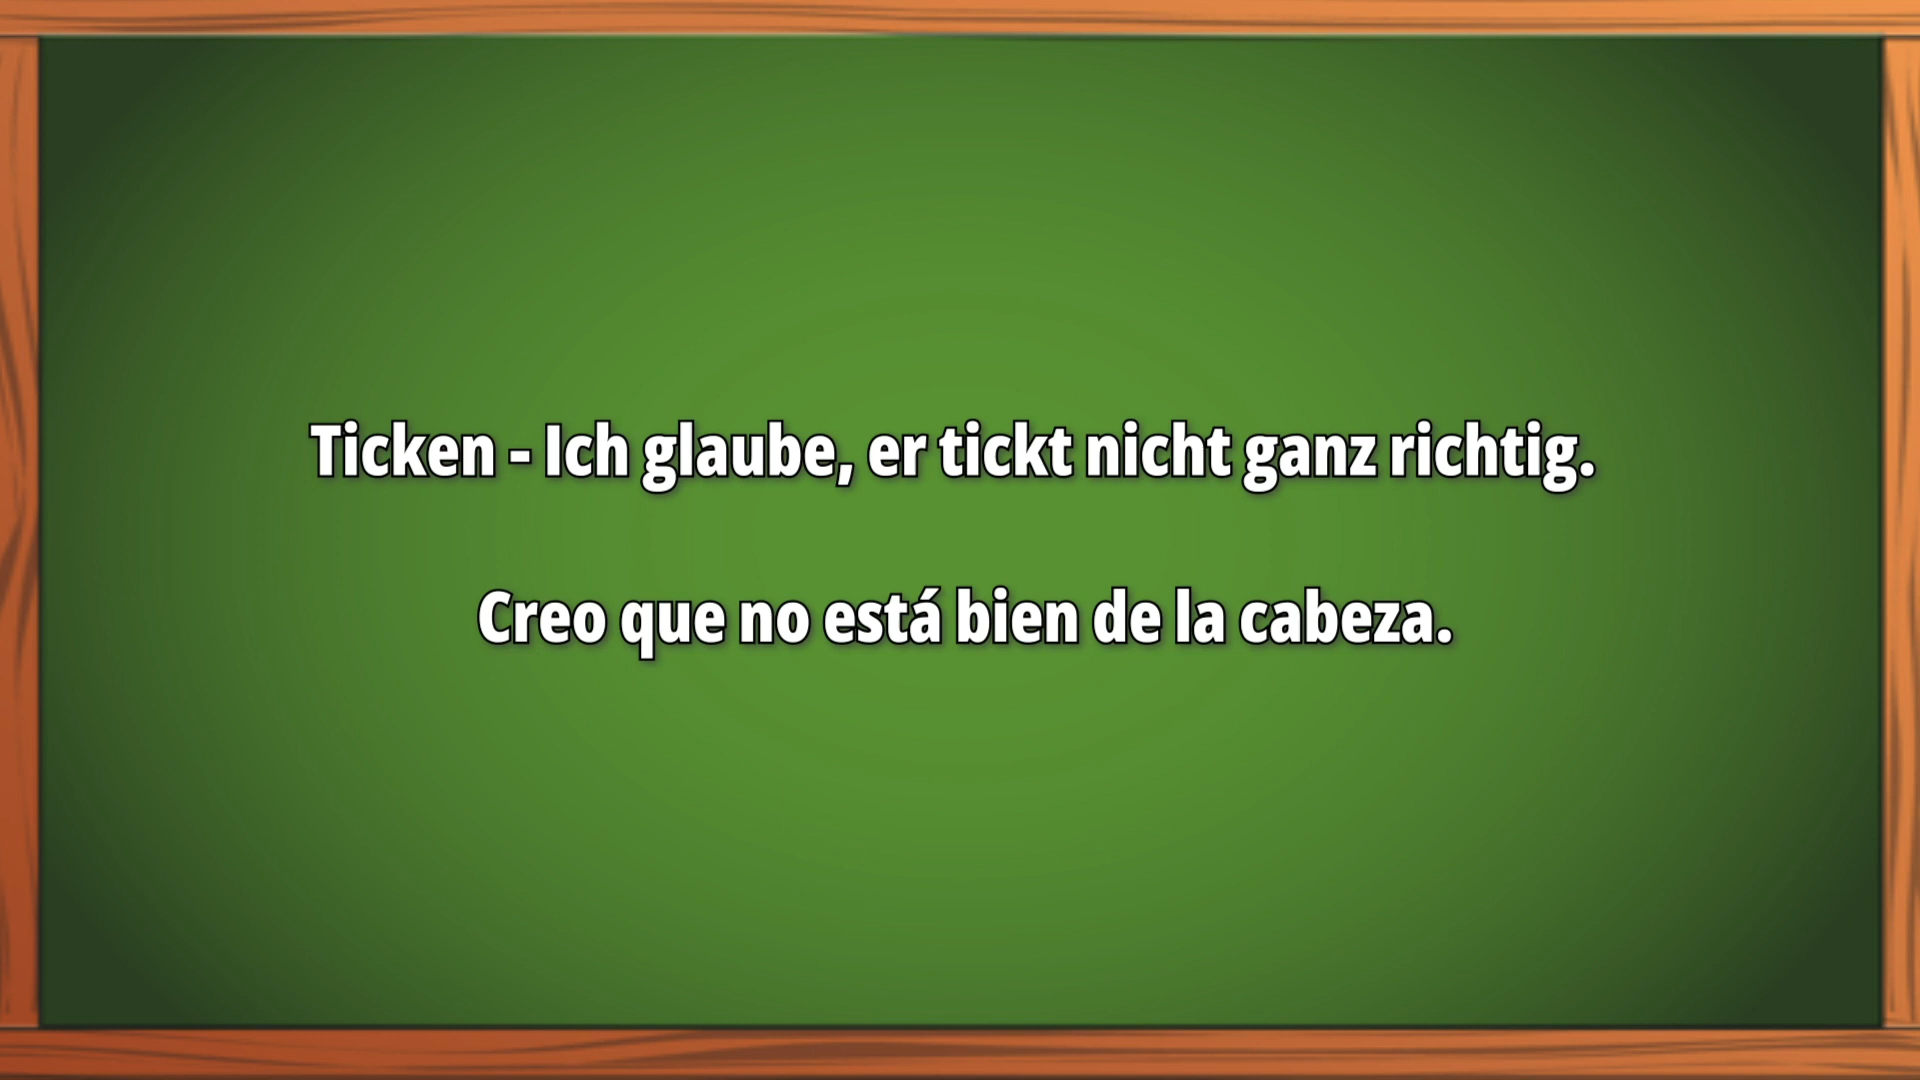 Ticken - Ich glaube, er tickt nicht ganz richtig.
Creo que no está bien de la cabeza.